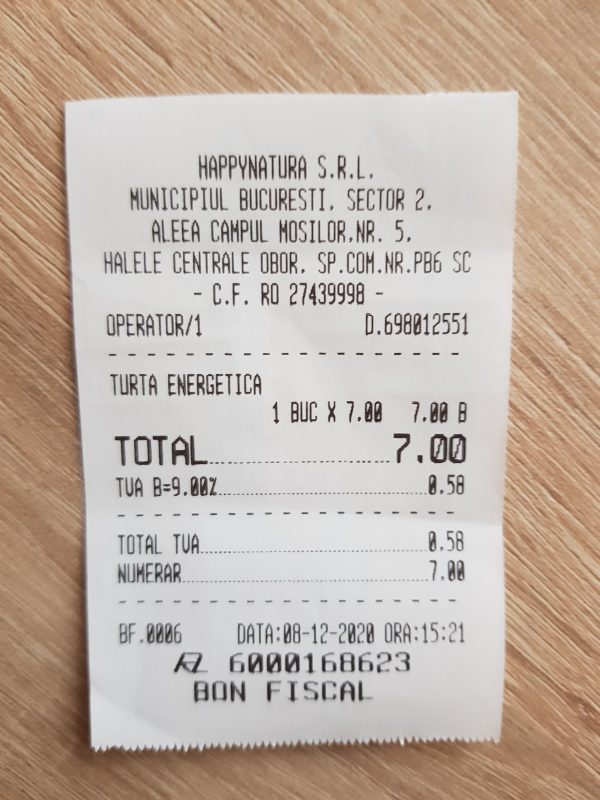 HAPPYNATURA S.R.L.
MUNICIPIUL BUCURESTI, SECTOR 2,
ALEEA CAMPUL MOSILOR,NR. 5,
HALELE CENTRALE OBOR, SP.COM.NR.PB6 SC
- C.F. RO 27439998 -
OPERATOR/1 D.698012551
TURTA ENERGETICA
1 BUC X 7.00 7.00 B
TOTAL 7.00
TVA B=9.00% 0.58
TOTAL TVA 0.58
NUMERAR 7.00
BF.0006 DATA:08-12-2020 ORA:15:21
6000168623
BON FISCAL